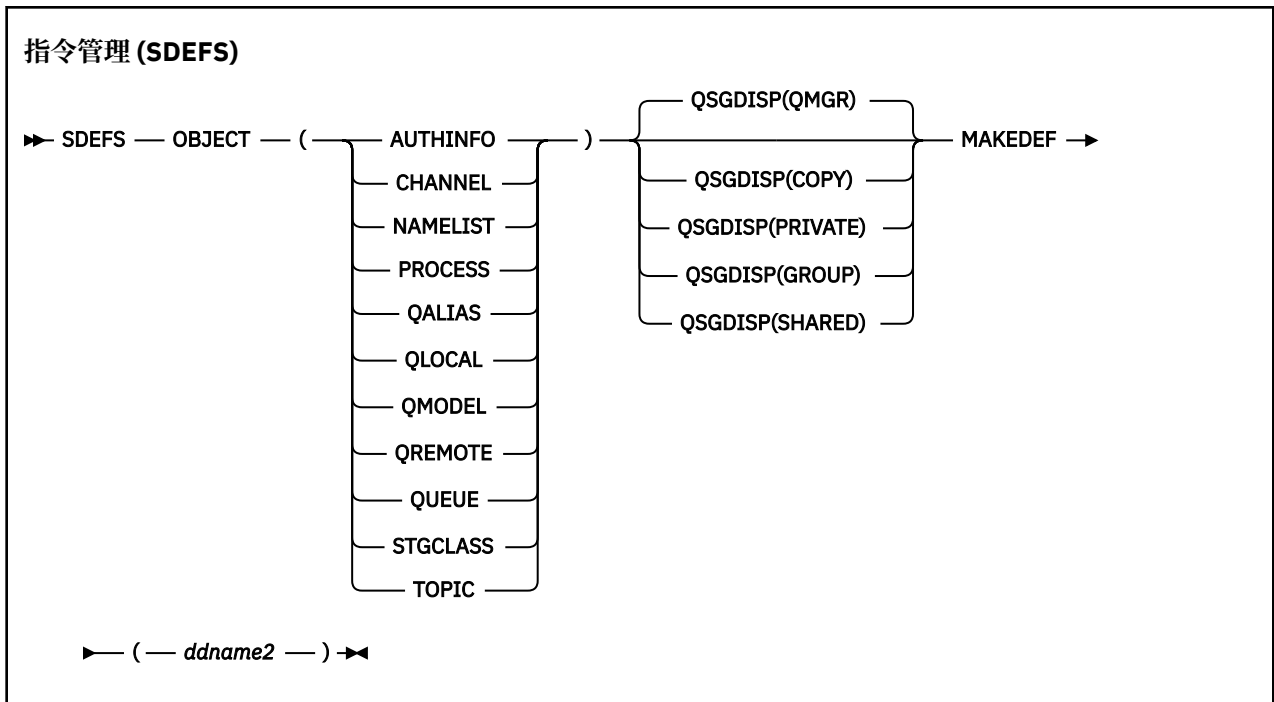 指令管理 (SDEFS)
QSGDISP(QMGR)
SDEFS OBJECT ( AUTHINFO ) MAKEDEF
CHANNEL QSGDISP(COPY)
NAMELIST QSGDISP(PRIVATE)
PROCESS QSGDISP(GROUP)
QALIAS QSGDISP(SHARED)
QLOCAL
QMODEL
QREMOTE
QUEUE
STGCLASS
TOPIC
( ddname2 )